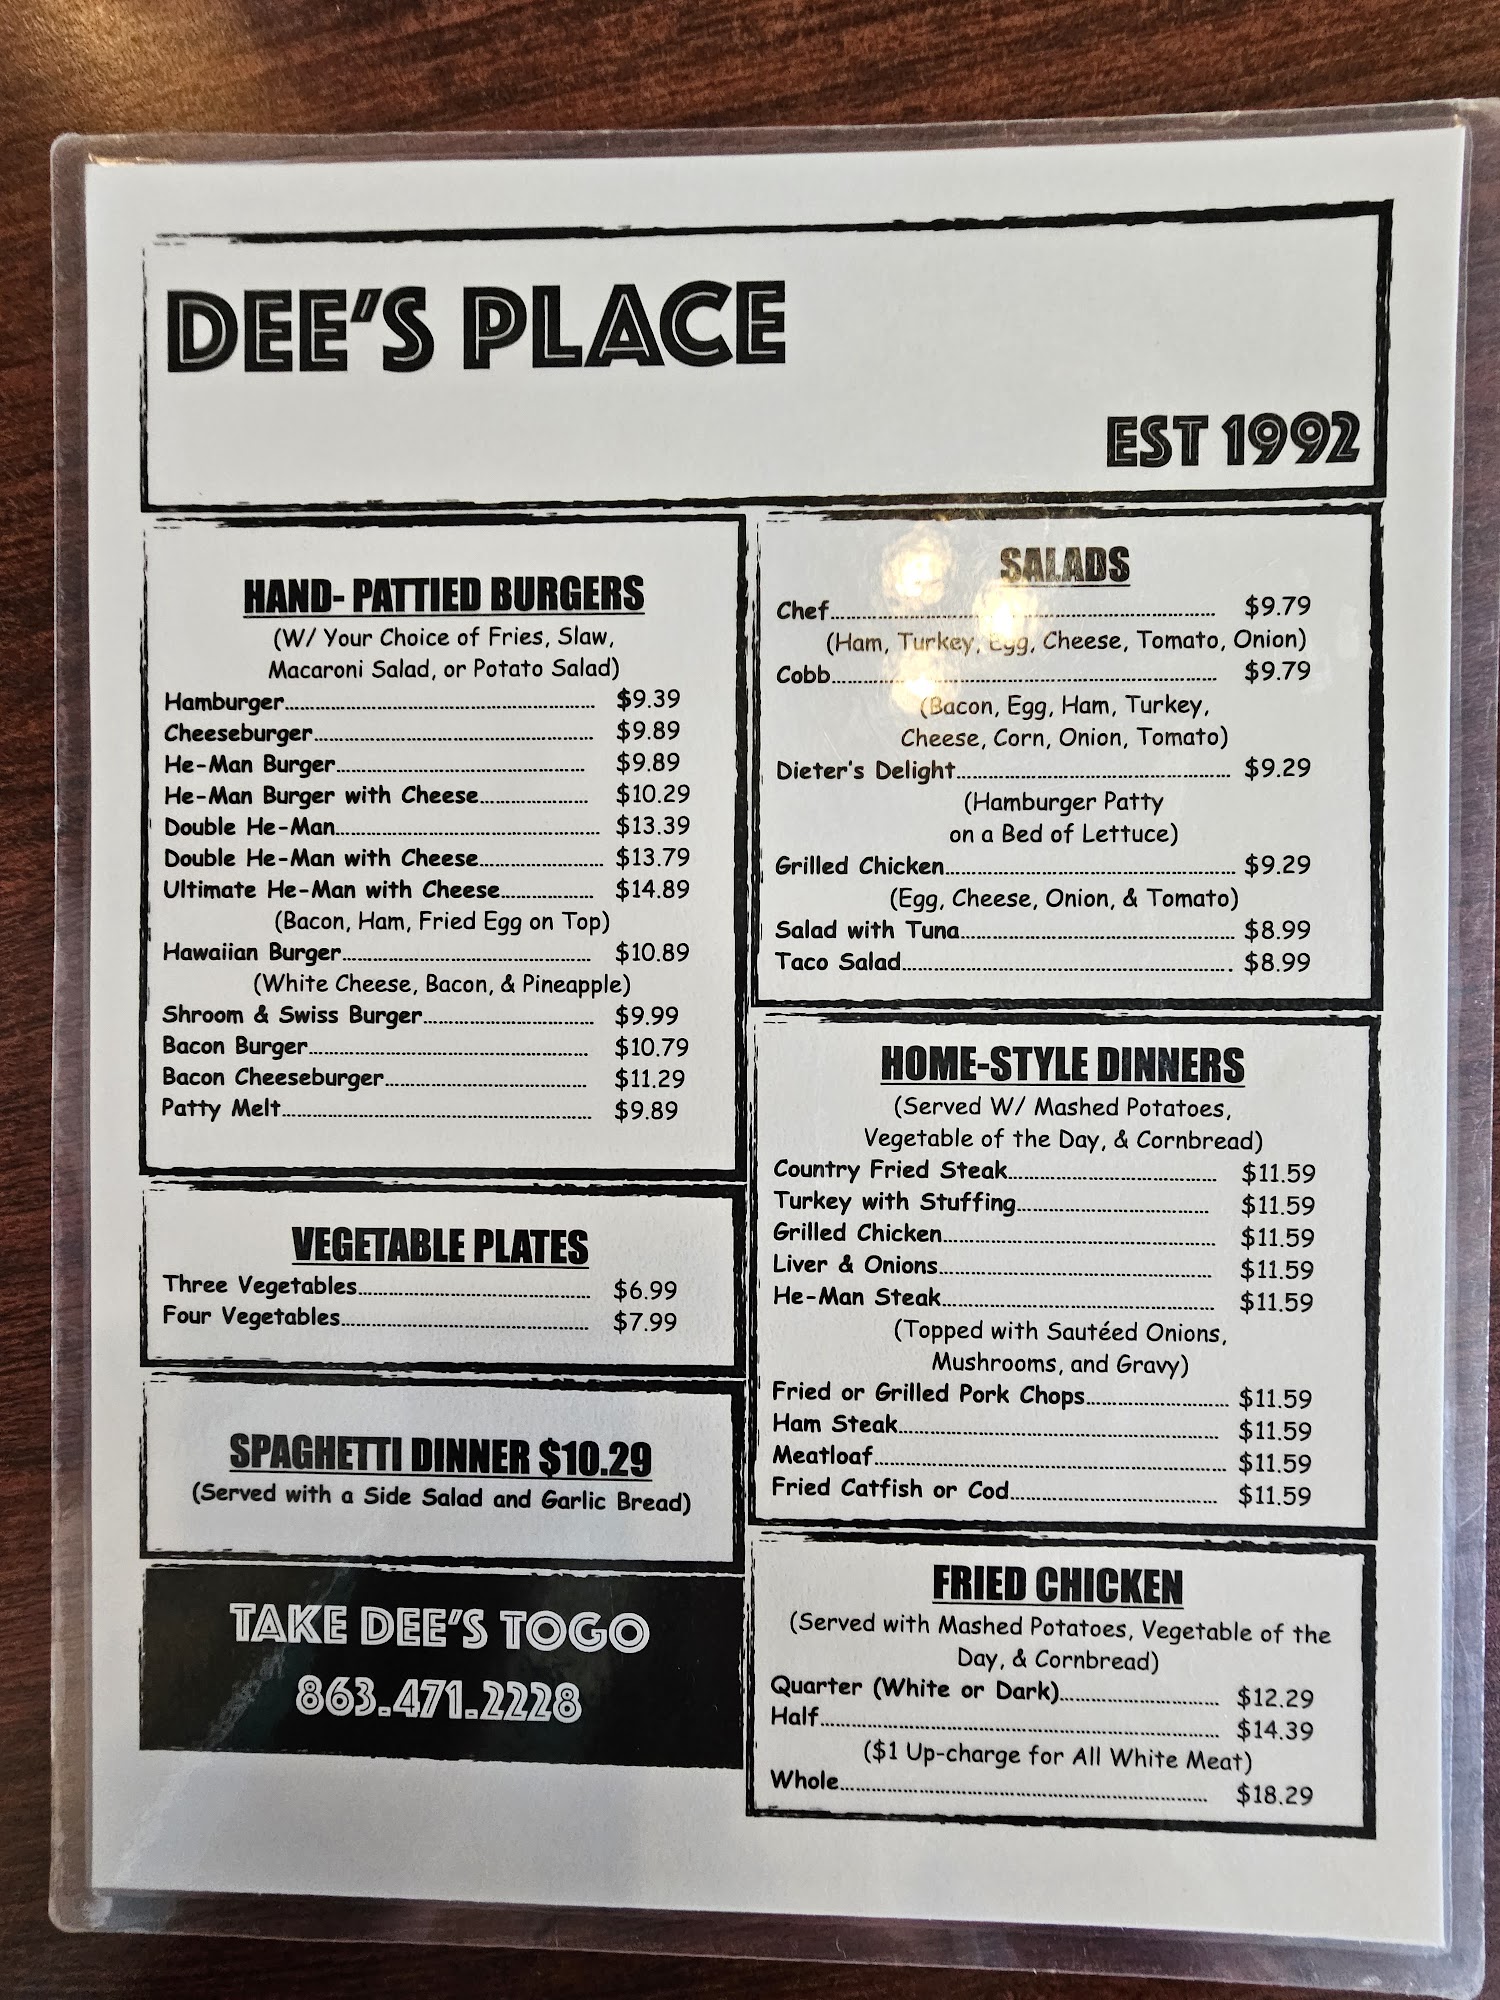 DEE'S PLACE
EST 1992
HAND- PATTIED BURGERS
(W/ Your Choice of Fries, Slaw,
Macaroni Salad, or Potato Salad)
Hamburger $9.39
Cheeseburger $9.89
He-Man Burger $9.89
He-Man Burger with Cheese $10.29
Double He-Man $13.39
Double He-Man with Cheese $13.79
Ultimate He-Man with Cheese $14.89
(Bacon, Ham, Fried Egg on Top)
Hawaiian Burger $10.89
(White Cheese, Bacon, & Pineapple)
Shroom & Swiss Burger $9.99
Bacon Burger $10.79
Bacon Cheeseburger $11.29
Patty Melt $9.89
VEGETABLE PLATES
Three Vegetables $6.99
Four Vegetables $7.99
SPAGHETTI DINNER $10.29
(Served with a Side Salad and Garlic Bread)
TAKE DEE'S TOGO
863.471.2228
SALADS
Chef $9.79
(Ham, Turkey, Egg, Cheese, Tomato, Onion)
Cobb $9.79
(Bacon, Egg, Ham, Turkey,
Cheese, Corn, Onion, Tomato)
Dieter's Delight $9.29
(Hamburger Patty
on a Bed of Lettuce)
Grilled Chicken $9.29
(Egg, Cheese, Onion, & Tomato)
Salad with Tuna $8.99
Taco Salad $8.99
HOME-STYLE DINNERS
(Served W/ Mashed Potatoes,
Vegetable of the Day, & Cornbread)
Country Fried Steak $11.59
Turkey with Stuffing $11.59
Grilled Chicken $11.59
Liver & Onions $11.59
He-Man Steak $11.59
(Topped with Sautéed Onions,
Mushrooms, and Gravy)
Fried or Grilled Pork Chops $11.59
Ham Steak $11.59
Meatloaf $11.59
Fried Catfish or Cod $11.59
FRIED CHICKEN
(Served with Mashed Potatoes, Vegetable of the
Day, & Cornbread)
Quarter (White or Dark) $12.29
Half $14.39
($1 Up-charge for All White Meat)
Whole $18.29